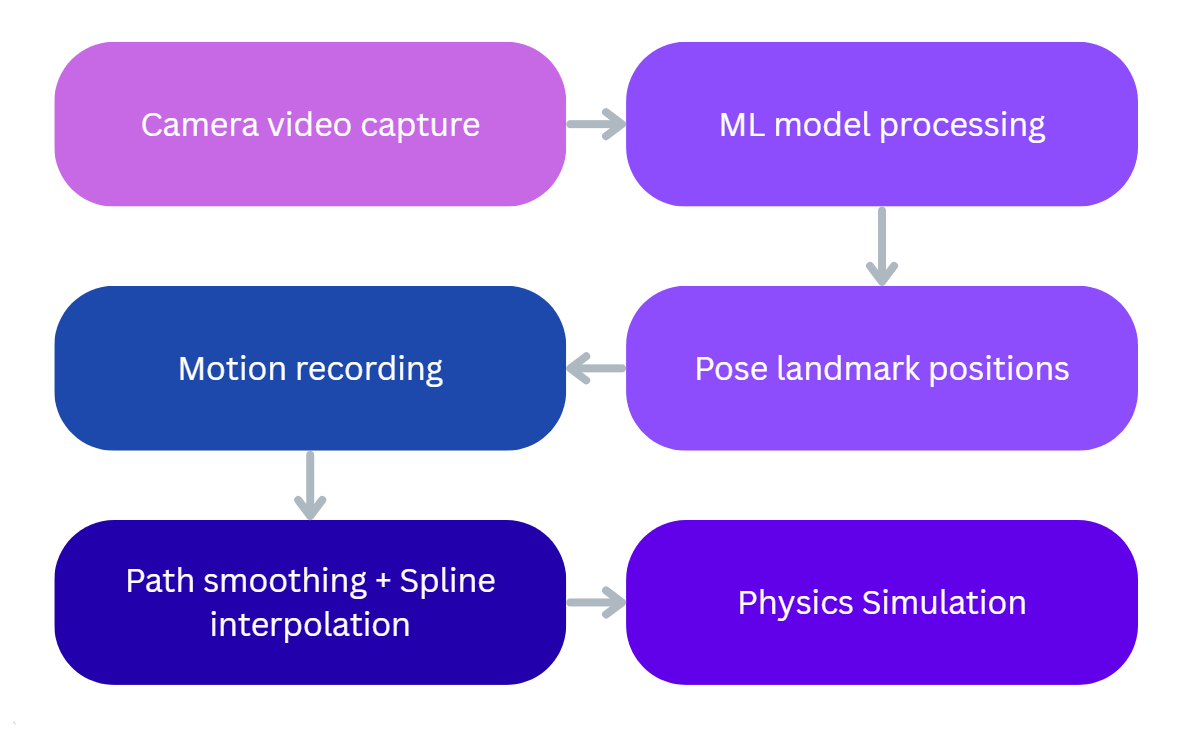 Camera video capture
ML model processing
Pose landmark positions
Motion recording
Path smoothing + Spline
interpolation
Physics Simulation